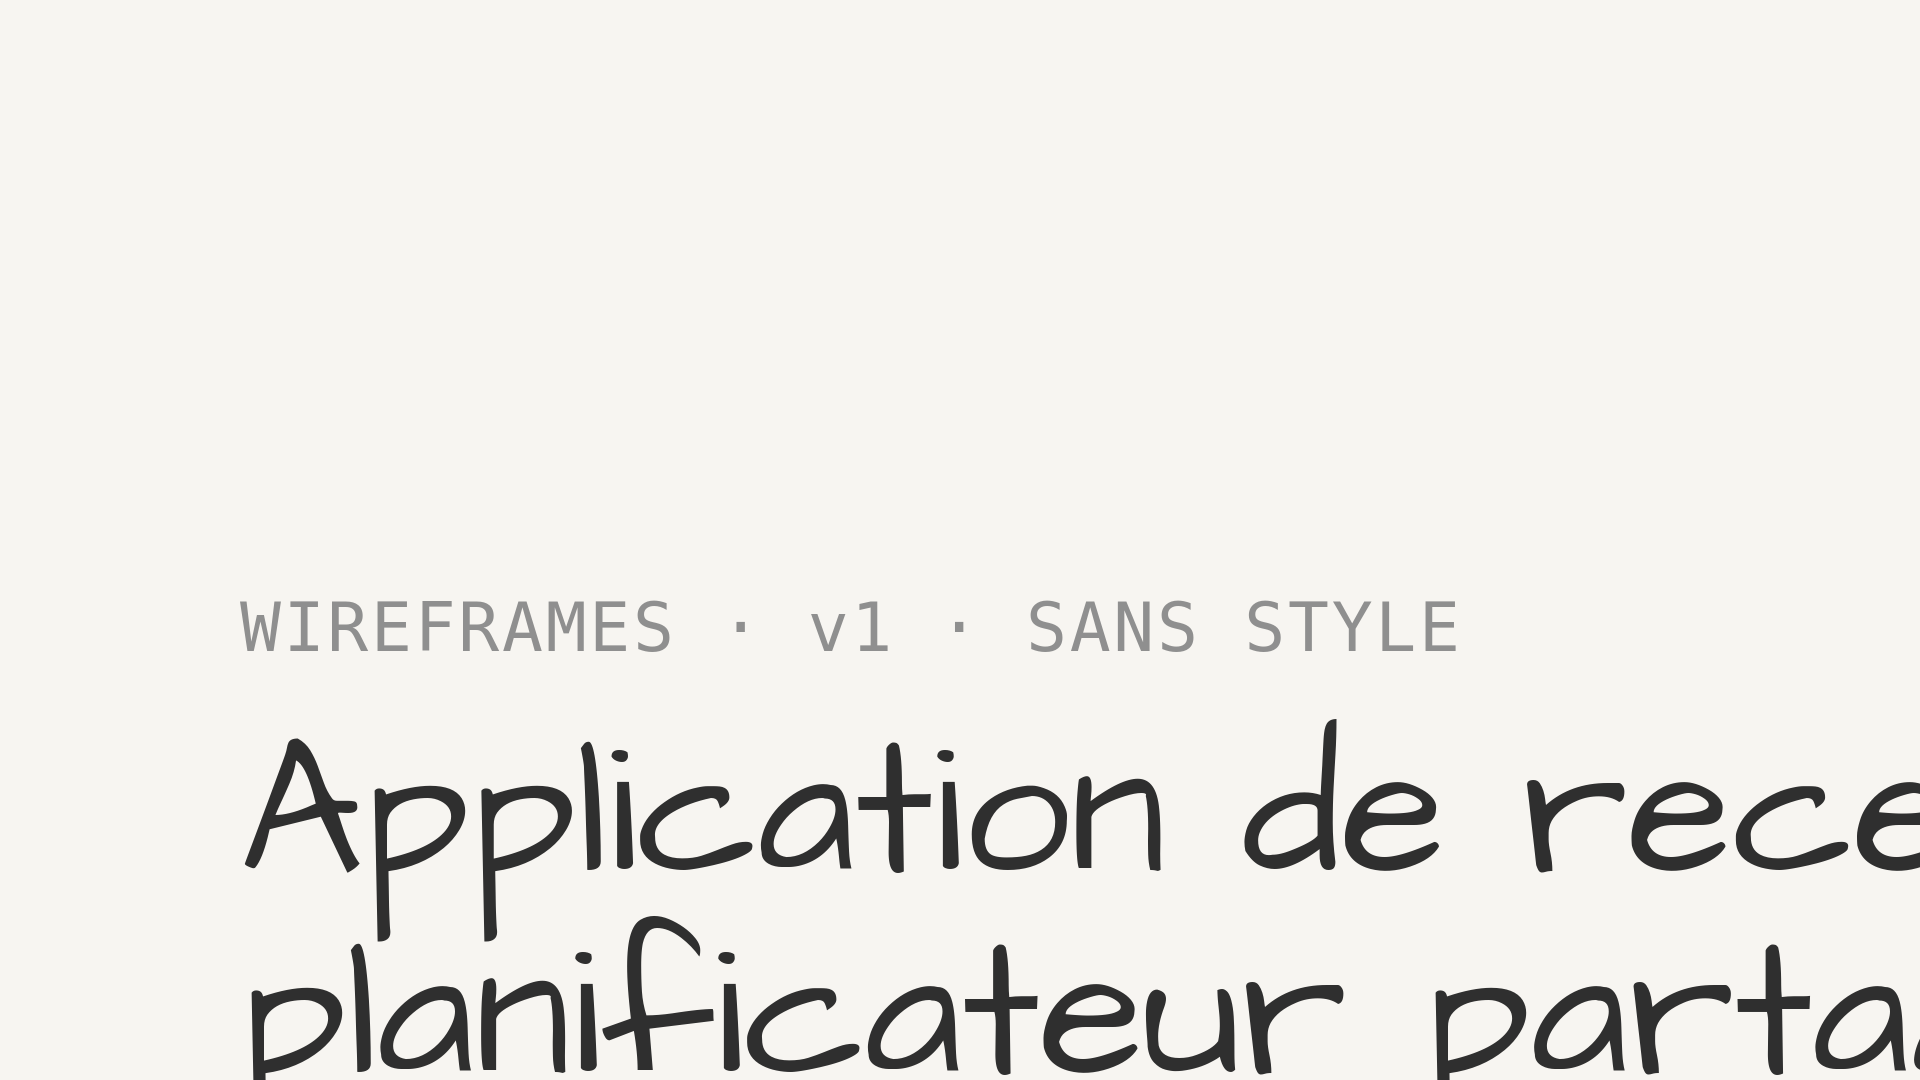 WIREFRAMES · v1 · SANS STYLE
Application de rece
planificateur parta